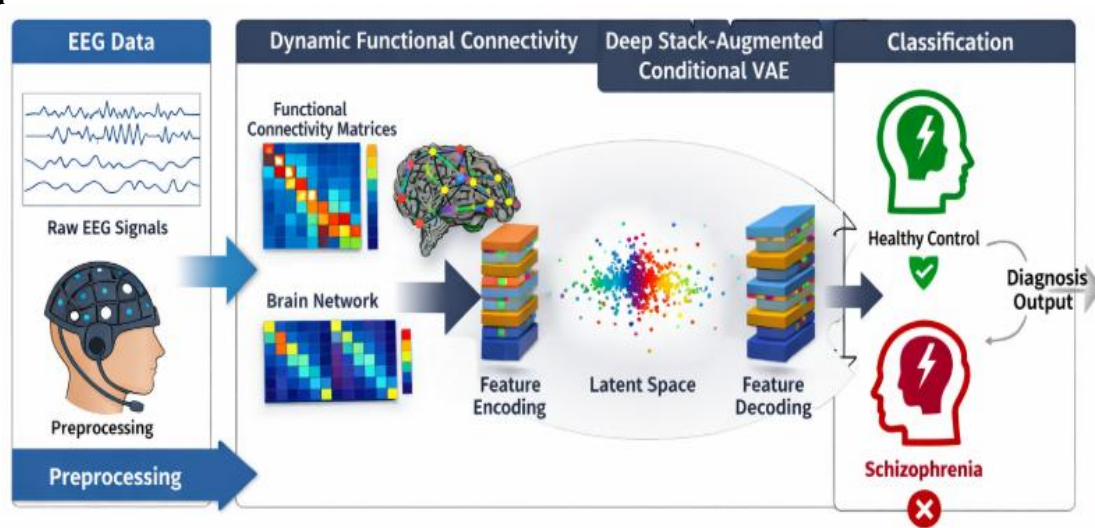 EEG Data
Raw EEG Signals
Preprocessing
Preprocessing
Dynamic Functional Connectivity
Functional
Connectivity Matrices
Brain Network
Deep Stack-Augmented
Conditional VAE
Feature
Encoding
Latent Space
Feature
Decoding
Classification
Healthy Control
Diagnosis
Output
Schizophrenia